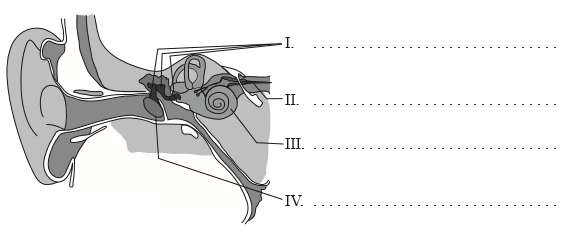 I. . . . . . . . . . . . . . . . . . . . . . . . . . . . . . .
II. . . . . . . . . . . . . . . . . . . . . . . . . . . . . . .
III. . . . . . . . . . . . . . . . . . . . . . . . . . . . . . .
IV. . . . . . . . . . . . . . . . . . . . . . . . . . . . . . .